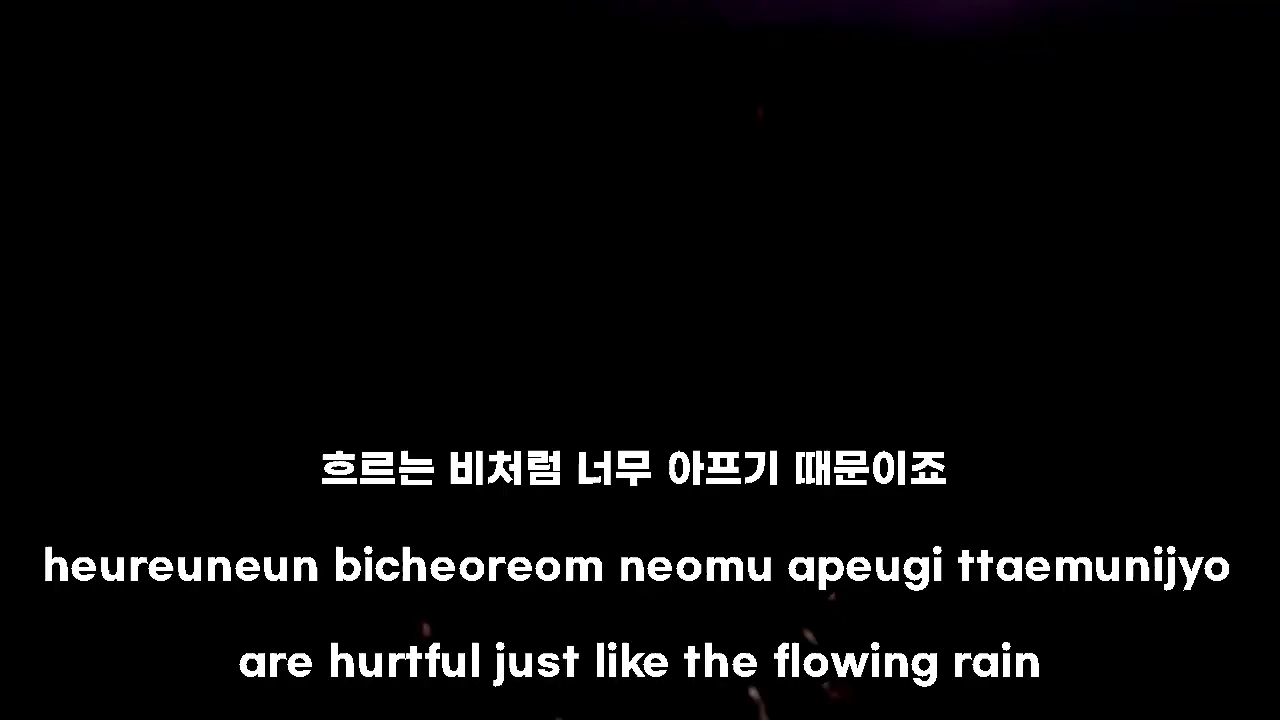 흐르는 비처럼 너무 아프기 때문이죠
heureuneun bicheoreom neomu apeugi ttaemunijyo
are hurtful just like the flowing rain